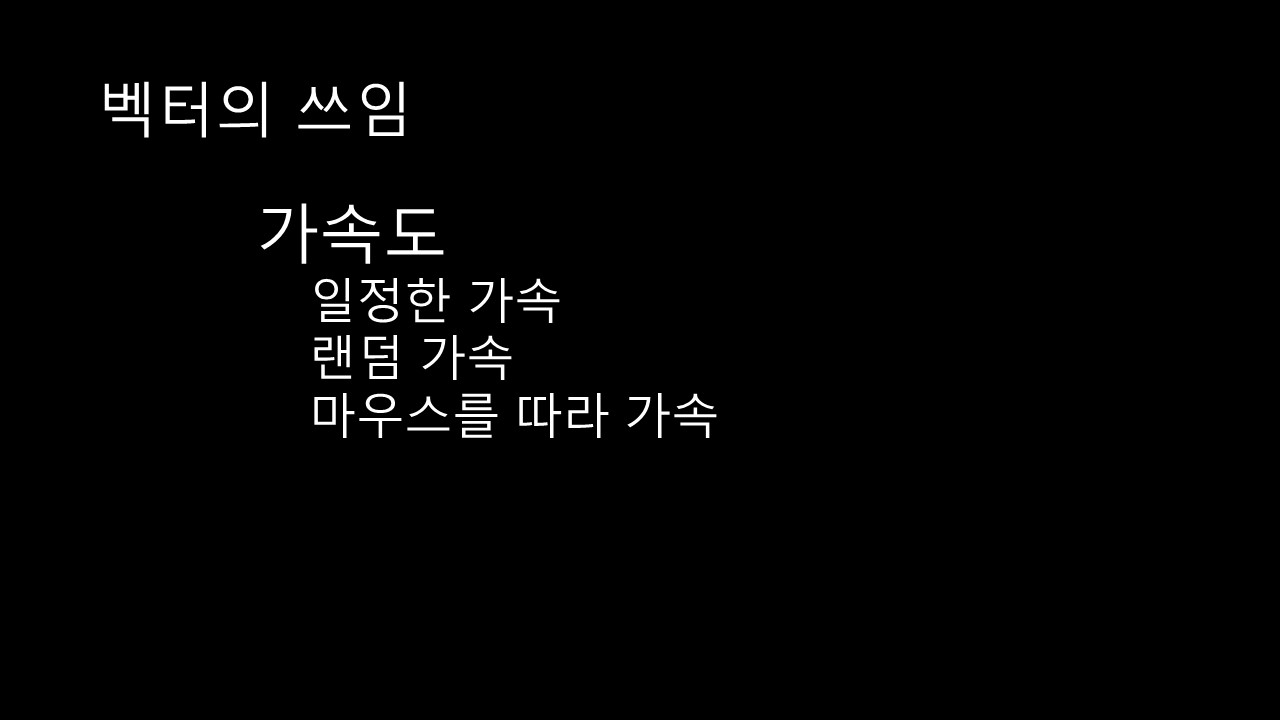 벡터의 쓰임
가속도
일정한 가속
랜덤 가속
마우스를 따라 가속